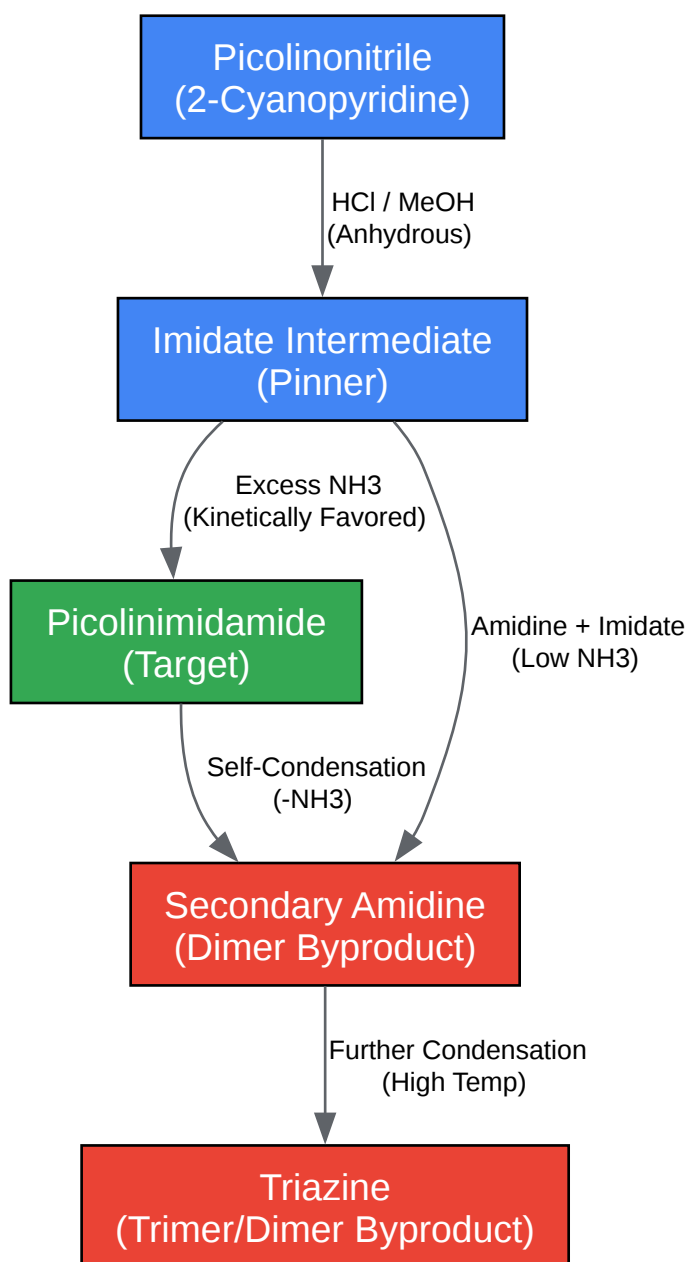 Picolinonitrile
(2-Cyanopyridine)
HCl / MeOH
(Anhydrous)
Imidate Intermediate
(Pinner)
Excess NH3
(Kinetically Favored)
Picolinimidamide
(Target)
Amidine + Imidate
(Low NH3)
Self-Condensation
(-NH3)
Secondary Amidine
(Dimer Byproduct)
Further Condensation
(High Temp)
Triazine
(Trimer/Dimer Byproduct)